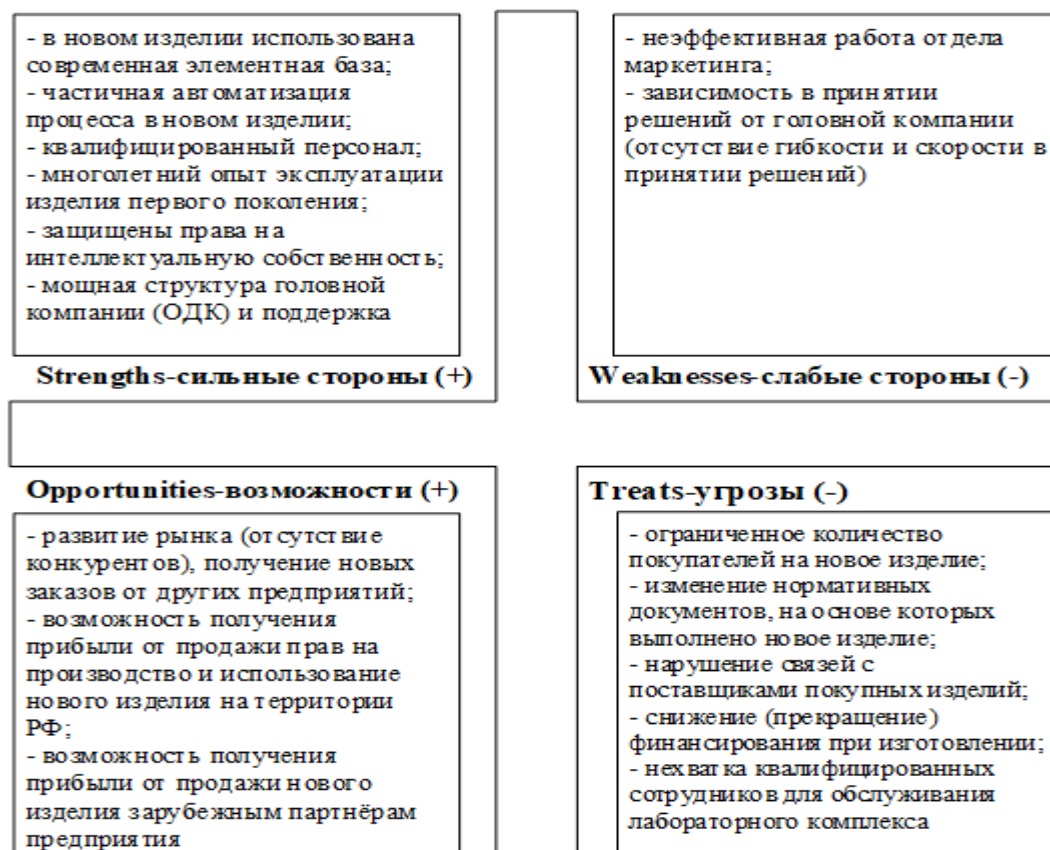 - в новом изделии использована
современная элементная база;
- частичная автоматизация
процесса в новом изделии;
- квалифицированный персонал;
- многолетний опыт эксплуатации
изделия первого поколения;
- защищены права на
интеллектуальную собственность;
- мощная структура головной
компании (ОДК) и поддержка
Strengths-сильные стороны (+)
- неэффективная работа отдела
маркетинга;
- зависимость в принятии
решений от головной компании
(отсутствие гибкости и скорости в
принятии решений)
Weaknesses-слабые стороны (-)
Opportunities-возможности (+)
- развитие рынка (отсутствие
конкурентов), получение новых
заказов от других предприятий;
- возможность получения
прибыли от продажи прав на
производство и использование
нового изделия на территории
РФ;
- возможность получения
прибыли от продажи нового
изделия зарубежным партнёрам
предприятия
Treats-угрозы (-)
- ограниченное количество
покупателей на новое изделие;
- изменение нормативных
документов, на основе которых
выполнено новое изделие;
- нарушение связей с
поставщиками покупных изделий;
- снижение (прекращение)
финансирования при изготовлении;
- нехватка квалифицированных
сотрудников для обслуживания
лабораторного комплекса